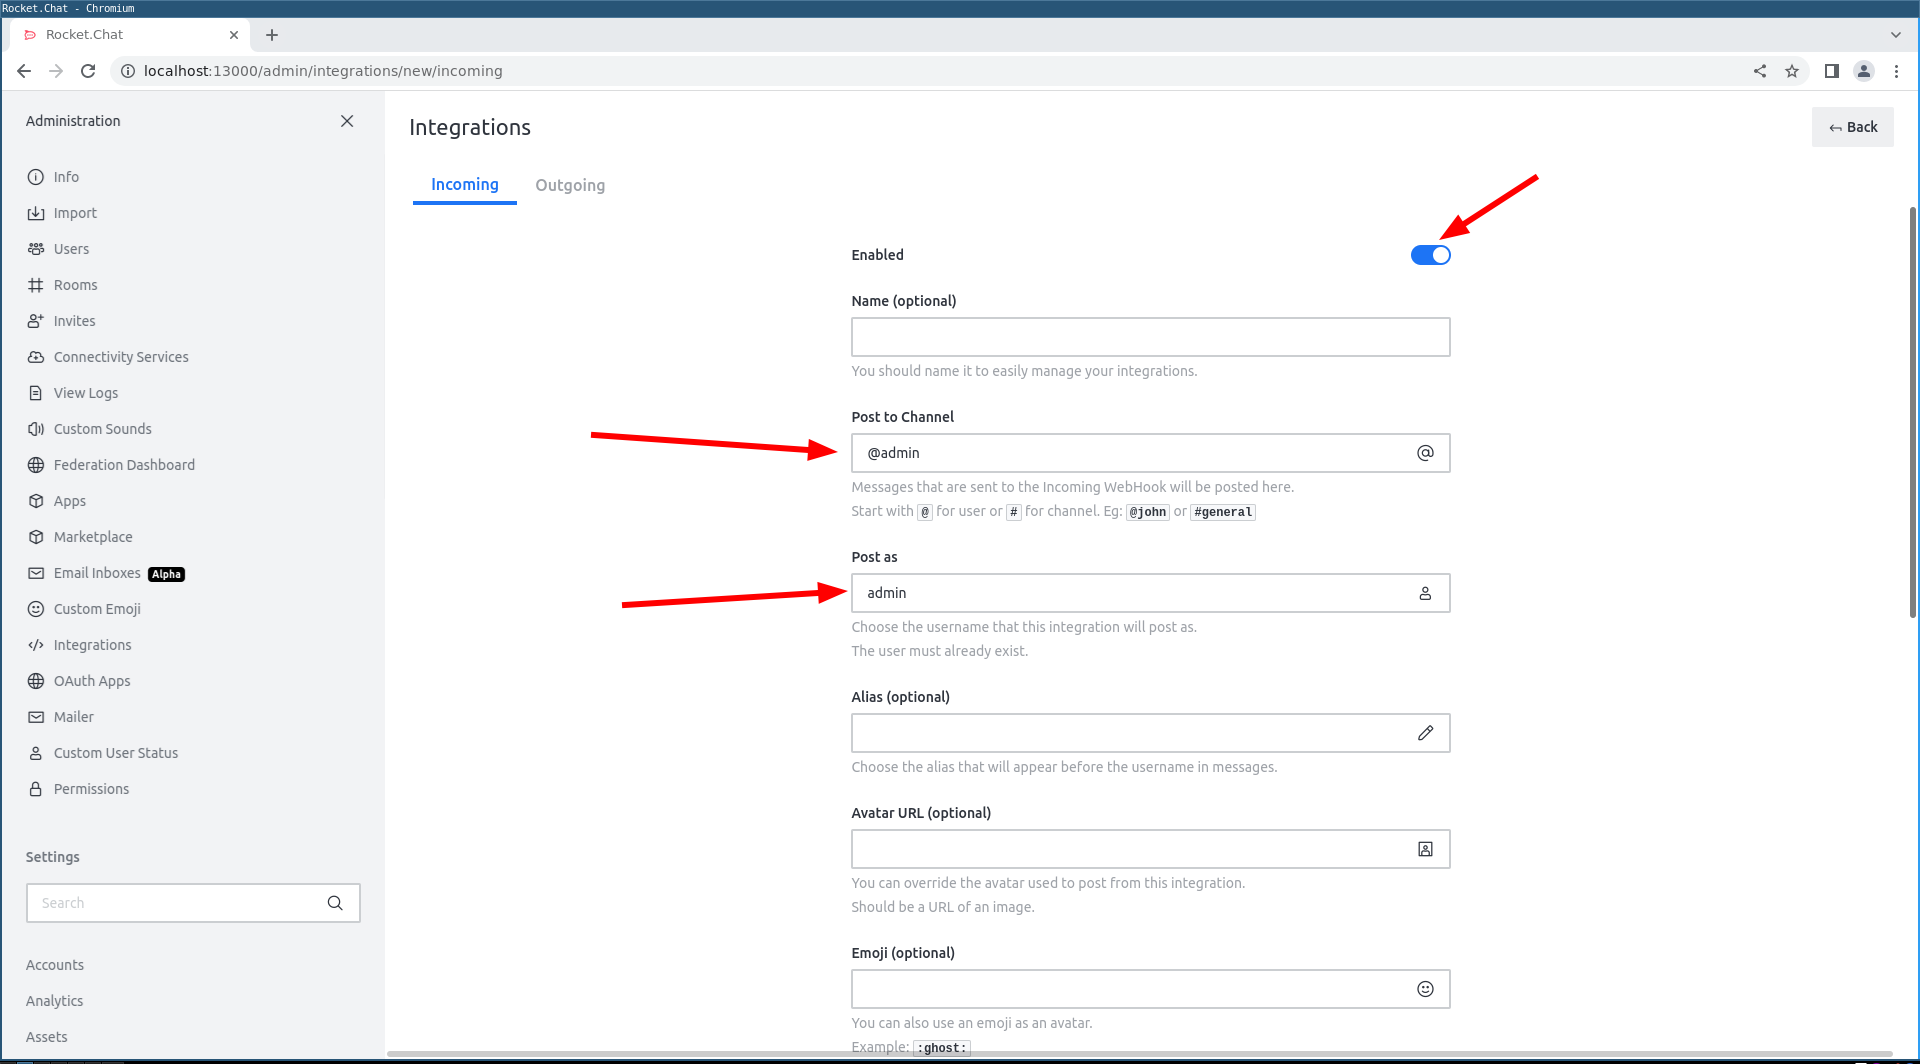 Rocket.Chat - Chromium
Rocket.Chat
localhost:13000/admin/integrations/new/incoming
Administration
Info
Import
Users
Rooms
Invites
Connectivity Services
View Logs
Custom Sounds
Federation Dashboard
Apps
Marketplace
Email Inboxes Alpha
Custom Emoji
Integrations
OAuth Apps
Mailer
Custom User Status
Permissions
Settings
Search
Accounts
Analytics
Assets
Integrations
Back
Incoming Outgoing
Enabled
Name (optional)
You should name it to easily manage your integrations.
Post to Channel
@admin
Messages that are sent to the Incoming WebHook will be posted here.
Start with @ for user or # for channel. Eg: @john or #general
Post as
admin
Choose the username that this integration will post as.
The user must already exist.
Alias (optional)
Choose the alias that will appear before the username in messages.
Avatar URL (optional)
You can override the avatar used to post from this integration.
Should be a URL of an image.
Emoji (optional)
You can also use an emoji as an avatar.
Example: :ghost: